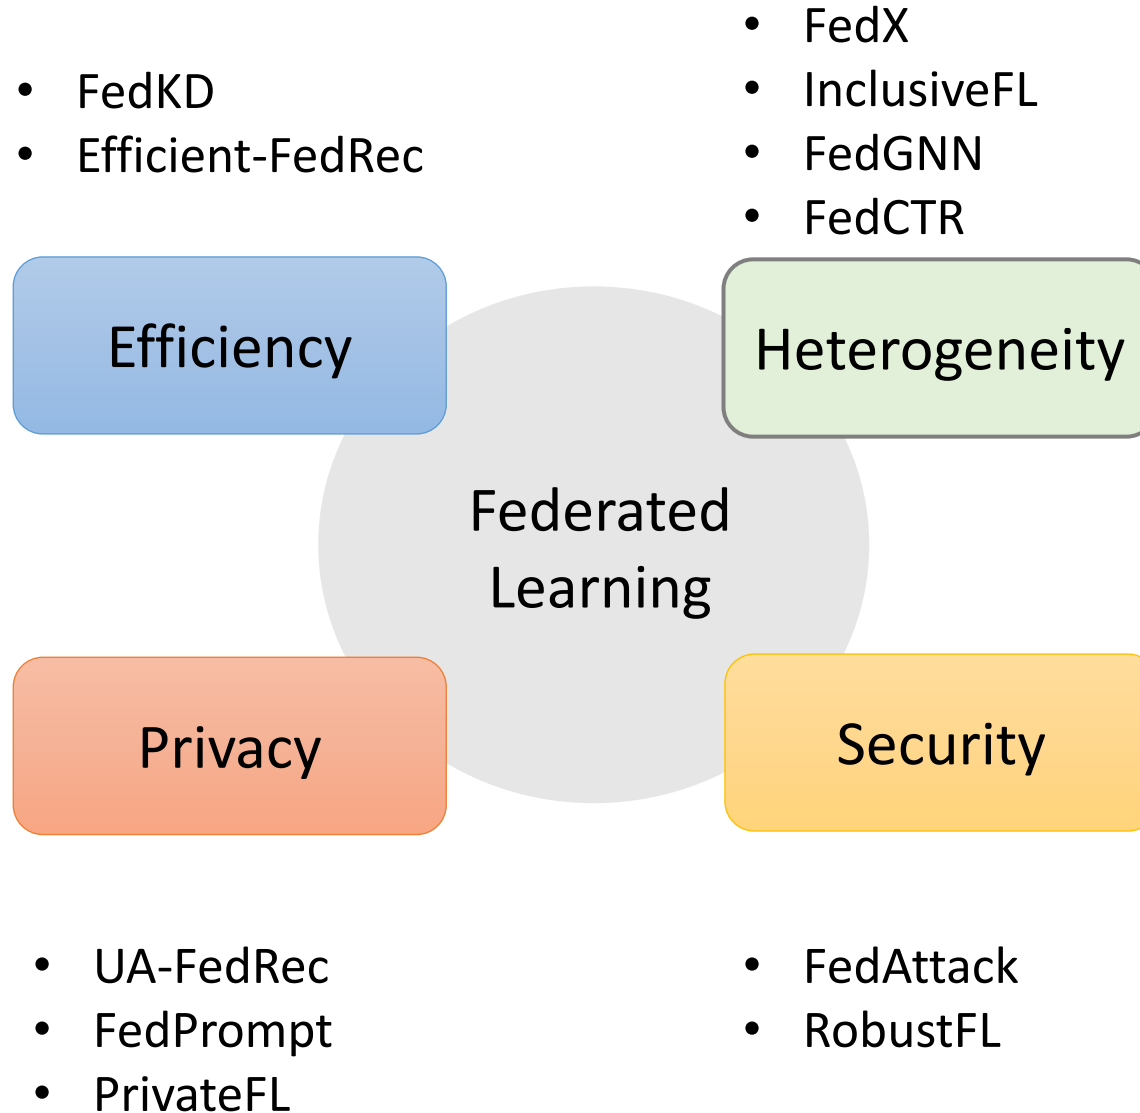 • FedKD
• Efficient-FedRec
• FedX
• InclusiveFL
• FedGNN
• FedCTR
Efficiency
Heterogeneity
Federated
Learning
Privacy
Security
• UA-FedRec
• FedPrompt
• PrivateFL
• FedAttack
• RobustFL